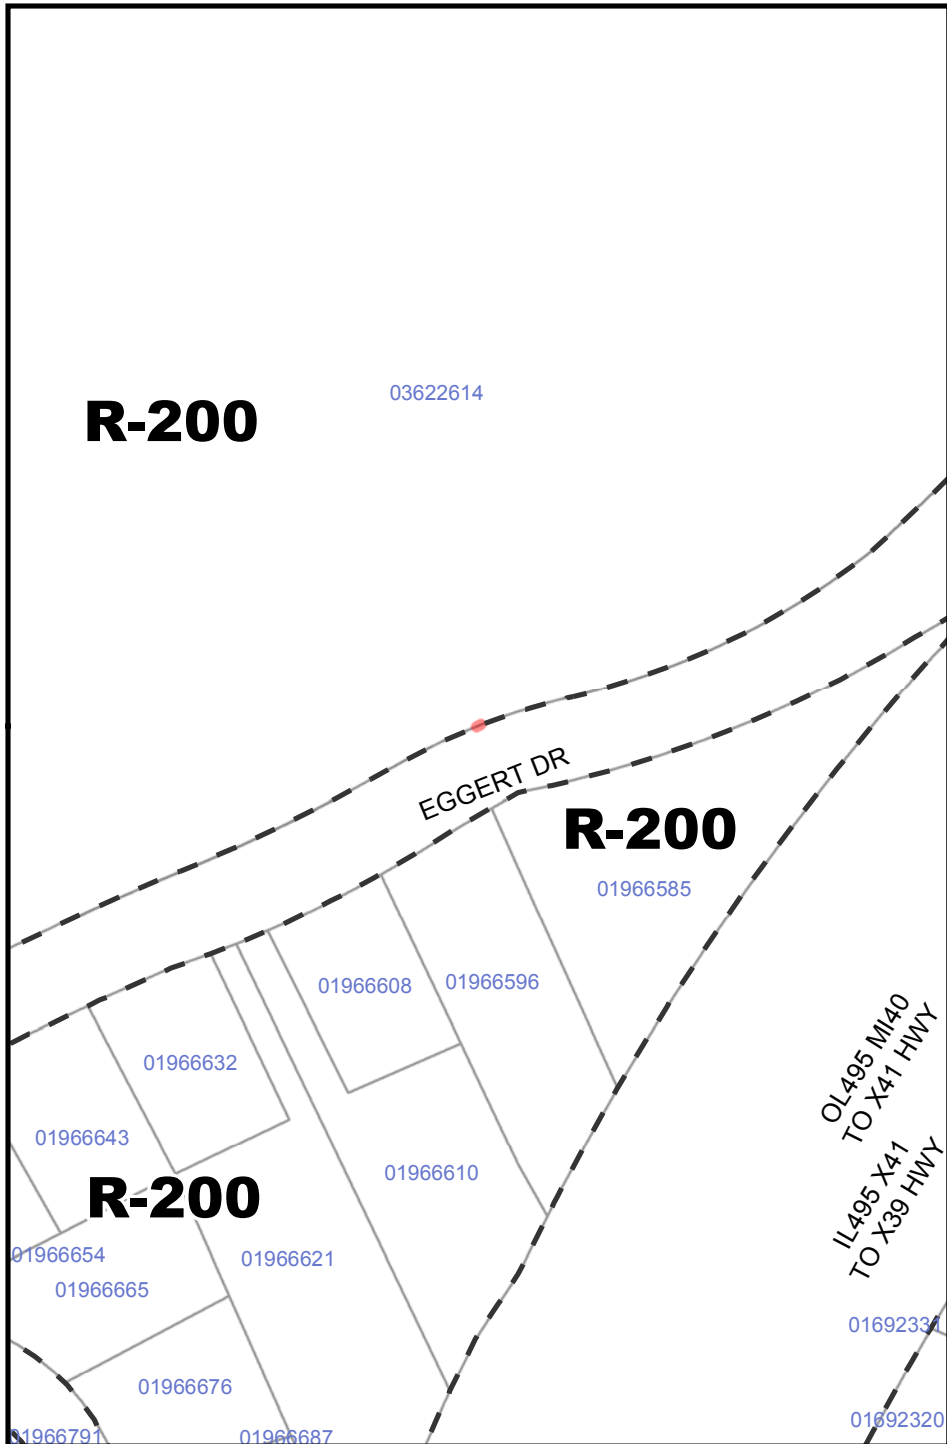 03622614
R-200
EGGERT DR
R-200
01966585
01966608
01966596
OL495 MI40
TO X41 HWY
01966632
01966643
IL495 X41
TO X39 HWY
01966610
R-200
01966654
01966621
01966665
01692331
01966676
01692320
01966791
01966687